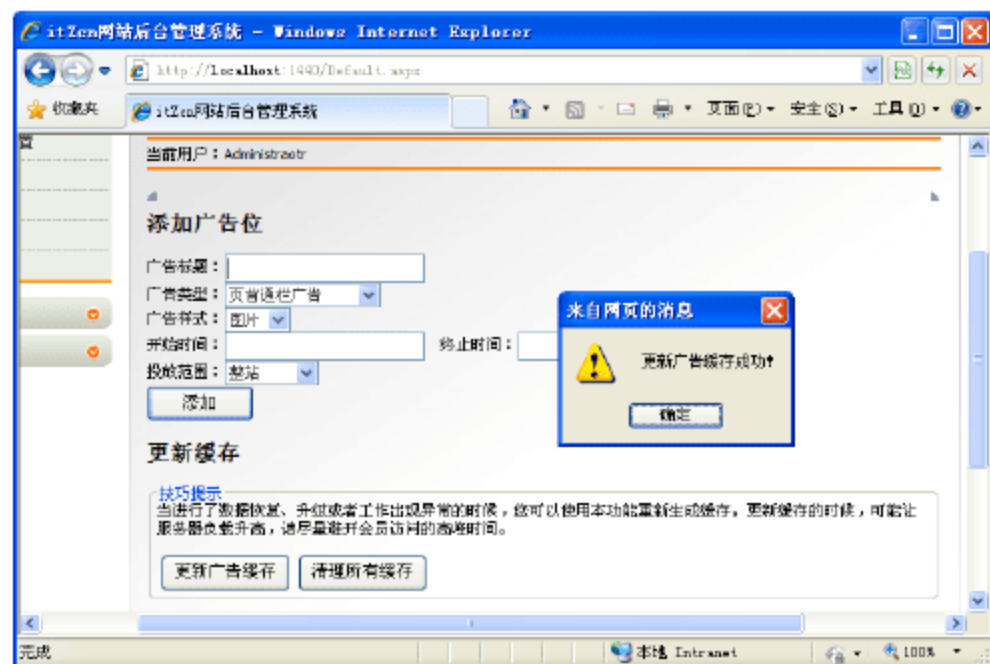 itZen网站后台管理系统 - Windows Internet Explorer
http://localhost:1440/Default.aspx
收藏夹
itZen网站后台管理系统
页面(P)
安全(S)
工具(O)
置
当前用户：Administraotr
添加广告位
广告标题：
广告类型：
页首通栏广告
广告样式：
图片
开始时间：
终止时间：
投放范围：
整站
添加
来自网页的消息
更新广告缓存成功!
确定
更新缓存
技巧提示
当进行了数据恢复、升级或者工作出现异常的时候，您可以使用本功能重新生成缓存。更新缓存的时候，可能让
服务器负载升高，请尽量避开会员访问的高峰时间。
更新广告缓存
清理所有缓存
完成
本地 Intranet
100%